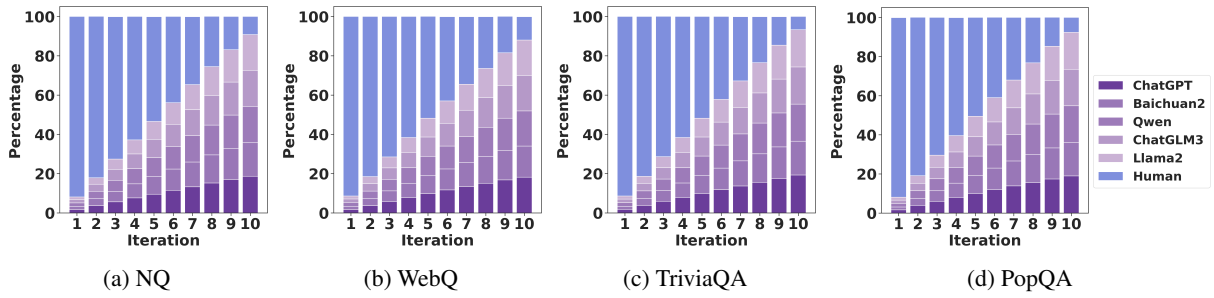 Percentage
100
80
60
40
20
0
1 2 3 4 5 6 7 8 9 10
Iteration
(a) NQ
Percentage
100
80
60
40
20
0
1 2 3 4 5 6 7 8 9 10
Iteration
(b) WebQ
Percentage
100
80
60
40
20
0
1 2 3 4 5 6 7 8 9 10
Iteration
(c) TriviaQA
Percentage
100
80
60
40
20
0
1 2 3 4 5 6 7 8 9 10
Iteration
(d) PopQA
ChatGPT
Baichuan2
Qwen
ChatGLM3
Llama2
Human